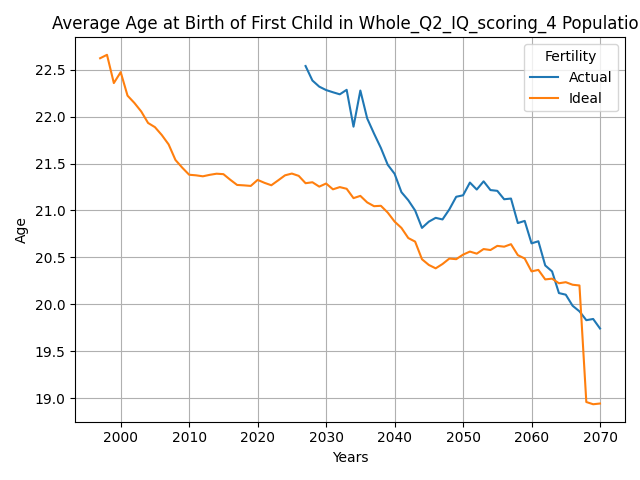 Average Age at Birth of First Child in Whole_Q2_IQ_scoring_4 Populatio
Fertility
Actual
Ideal
22.5
22.0
21.5
21.0
20.5
20.0
19.5
19.0
Age
2000 2010 2020 2030 2040 2050 2060 2070
Years